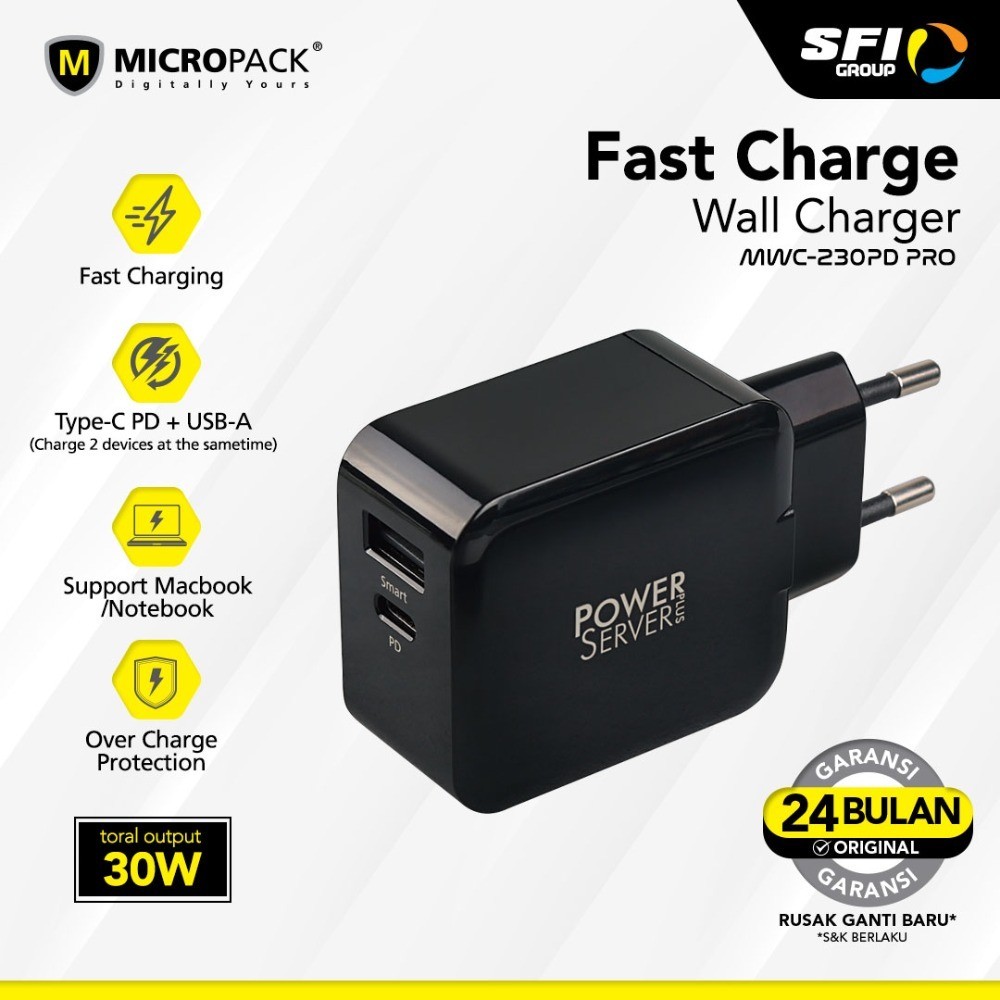 M MICROPACK®
Digitally Yours
SFI
GROUP
Fast Charge
Wall Charger
MWC-230PD PRO
Fast Charging
Type-C PD + USB-A
(Charge 2 devices at the sametime)
Support Macbook
/Notebook
Over Charge
Protection
toral output
30W
Smart
PD
POWER
SERVER
PLUS
GARANSI
24 BULAN
ORIGINAL
GARANSI
RUSAK GANTI BARU*
*S&K BERLAKU